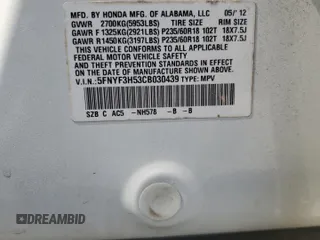 MFD. BY HONDA MFG. OF ALABAMA, LLC 05/'12
GVWR 2700KG(5953LBS) TIRE SIZE RIM SIZE
GAWR F 1325KG(2921LBS) P235/60R18 102T 18X7.5J
GAWR R 1450KG(3197LBS) P235/60R18 102T 18X7.5J
THIS VEHICLE CONFORMS TO ALL APPLICABLE
FEDERAL MOTOR VEHICLE SAFETY AND
THEFT PREVENTION STANDARDS IN EFFECT ON THE
DATE OF MANUFACTURE SHOWN ABOVE.
V.I.N.:5FNYF3H53CB030439 TYPE:MPV
SZB C AC5 -NH578 -B -B
DREAMBID
DREAMBID.COM